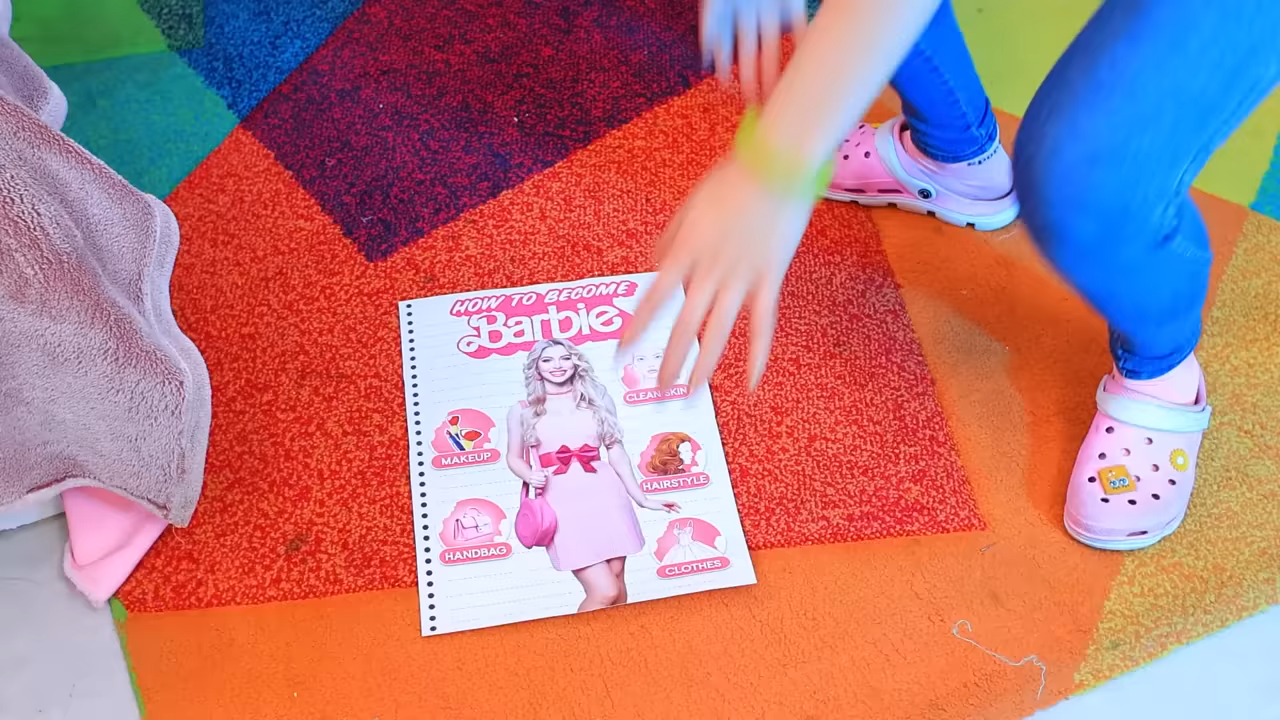 HOW TO BECOME
Barbie
CLEAN SKIN
MAKEUP
HAIRSTYLE
HANDBAG
CLOTHES